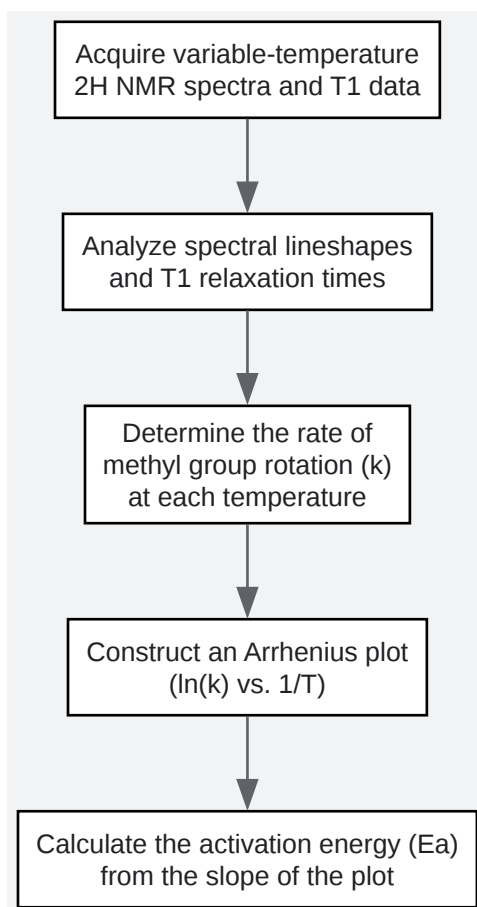 Acquire variable-temperature
2H NMR spectra and T1 data
Analyze spectral lineshapes
and T1 relaxation times
Determine the rate of
methyl group rotation (k)
at each temperature
Construct an Arrhenius plot
(ln(k) vs. 1/T)
Calculate the activation energy (Ea)
from the slope of the plot